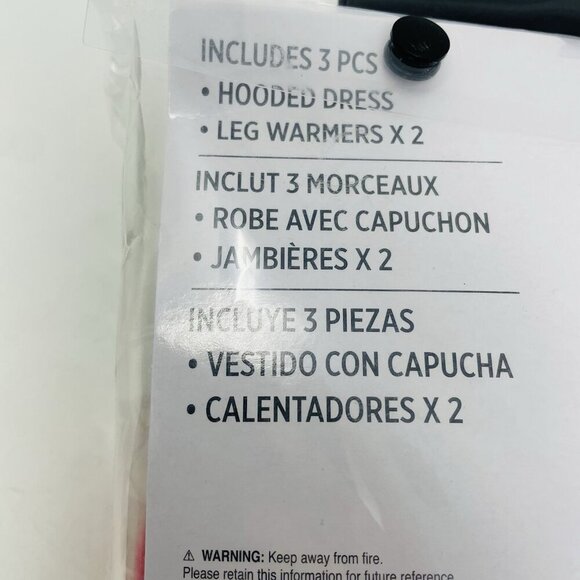 INCLUDES 3 PCS
• HOODED DRESS
• LEG WARMERS X 2
INCLUT 3 MORCEAUX
• ROBE AVEC CAPUCHON
• JAMBIÈRES X 2
INCLUYE 3 PIEZAS
• VESTIDO CON CAPUCHA
• CALENTADORES X 2
⚠ WARNING: Keep away from fire.
Please retain this information for future reference